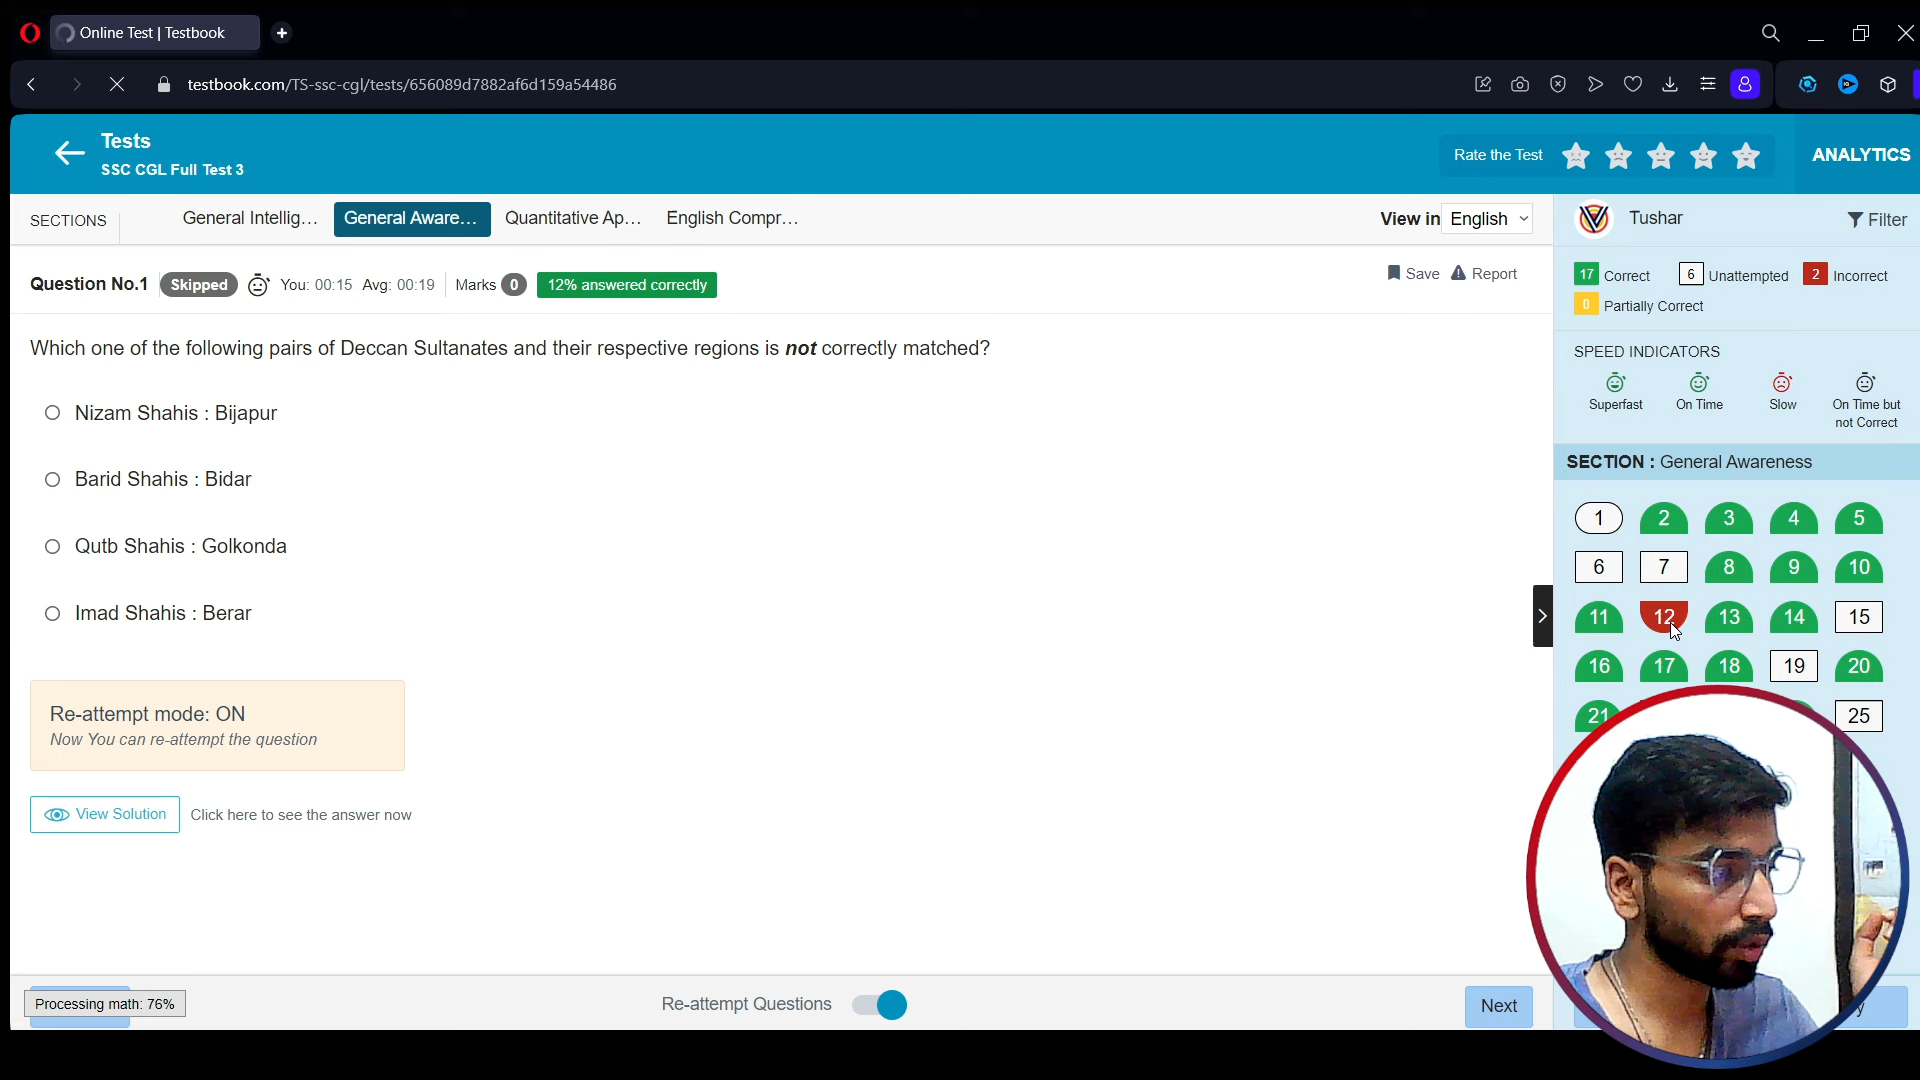 Online Test | Testbook
testbook.com/TS-ssc-cgl/tests/656089d7882af6d159a54486
Tests
SSC CGL Full Test 3
Rate the Test
ANALYTICS
SECTIONS
General Intellig...
General Aware...
Quantitative Ap...
English Compr...
View in English
Tushar
Filter
Question No.1 Skipped You: 00:15 Avg: 00:19 Marks 0 12% answered correctly
Save Report
17 Correct 6 Unattempted 2 Incorrect
0 Partially Correct
Which one of the following pairs of Deccan Sultanates and their respective regions is not correctly matched?
Nizam Shahis : Bijapur
Barid Shahis : Bidar
Qutb Shahis : Golkonda
Imad Shahis : Berar
SPEED INDICATORS
Superfast
On Time
Slow
On Time but
not Correct
SECTION : General Awareness
1 2 3 4 5
6 7 8 9 10
11 12 13 14 15
16 17 18 19 20
21 25
Re-attempt mode: ON
Now You can re-attempt the question
View Solution Click here to see the answer now
Processing math: 76%
Re-attempt Questions
Next